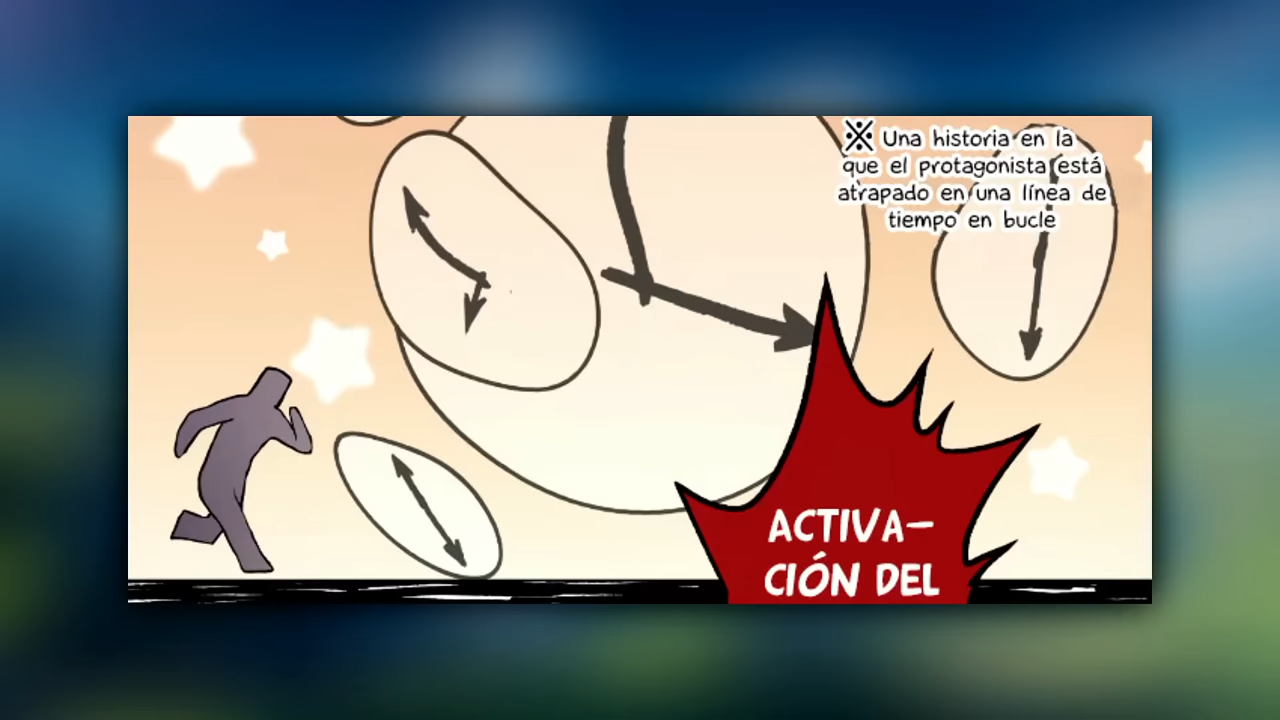 ※ Una historia en la
que el protagonista está
atrapado en una línea de
tiempo en bucle
ACTIVA–
CIÓN DEL